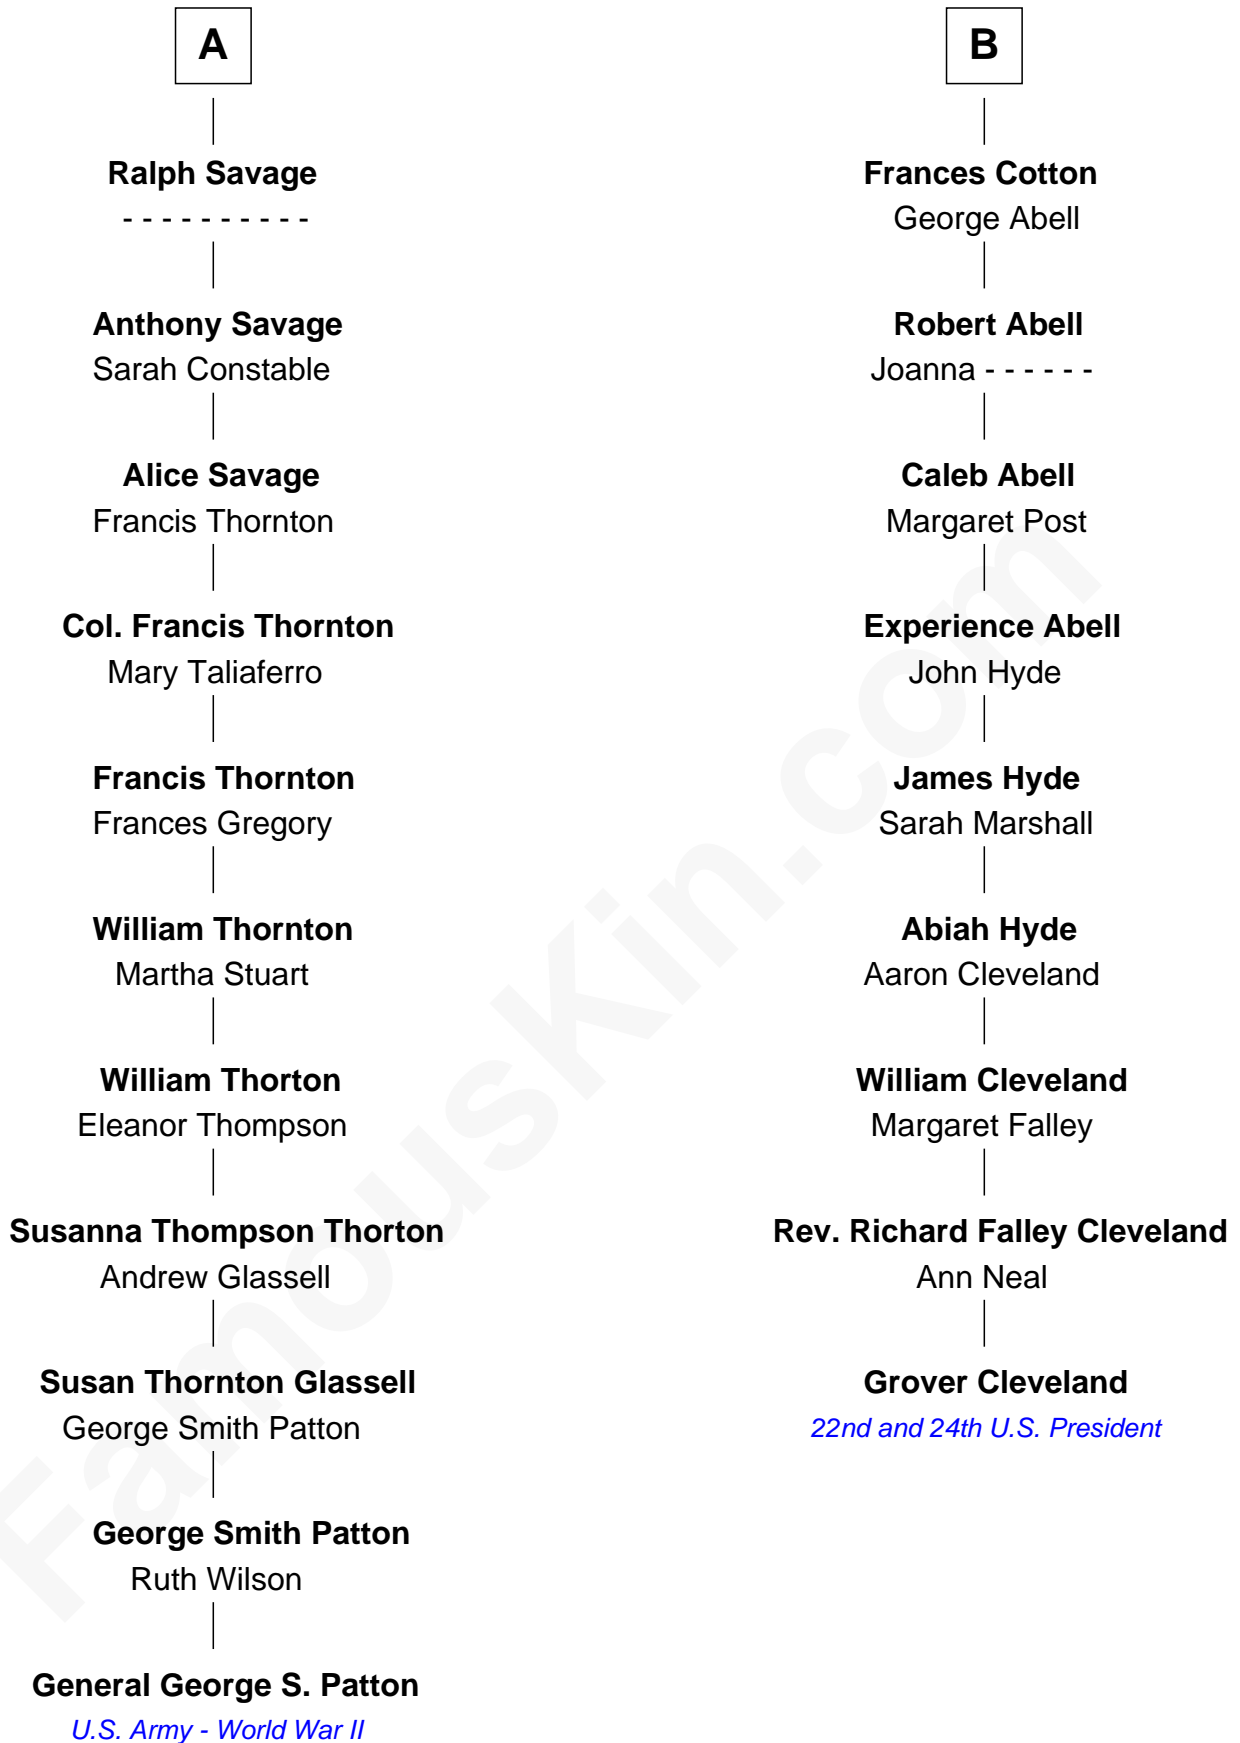 A
Ralph Savage
- - - - - - - - - -
Anthony Savage
Sarah Constable
Alice Savage
Francis Thornton
Col. Francis Thornton
Mary Taliaferro
Francis Thornton
Frances Gregory
William Thornton
Martha Stuart
William Thorton
Eleanor Thompson
Susanna Thompson Thorton
Andrew Glassell
Susan Thornton Glassell
George Smith Patton
George Smith Patton
Ruth Wilson
General George S. Patton
U.S. Army - World War II
B
Frances Cotton
George Abell
Robert Abell
Joanna - - - - - -
Caleb Abell
Margaret Post
Experience Abell
John Hyde
James Hyde
Sarah Marshall
Abiah Hyde
Aaron Cleveland
William Cleveland
Margaret Falley
Rev. Richard Falley Cleveland
Ann Neal
Grover Cleveland
22nd and 24th U.S. President
FamousKin.com